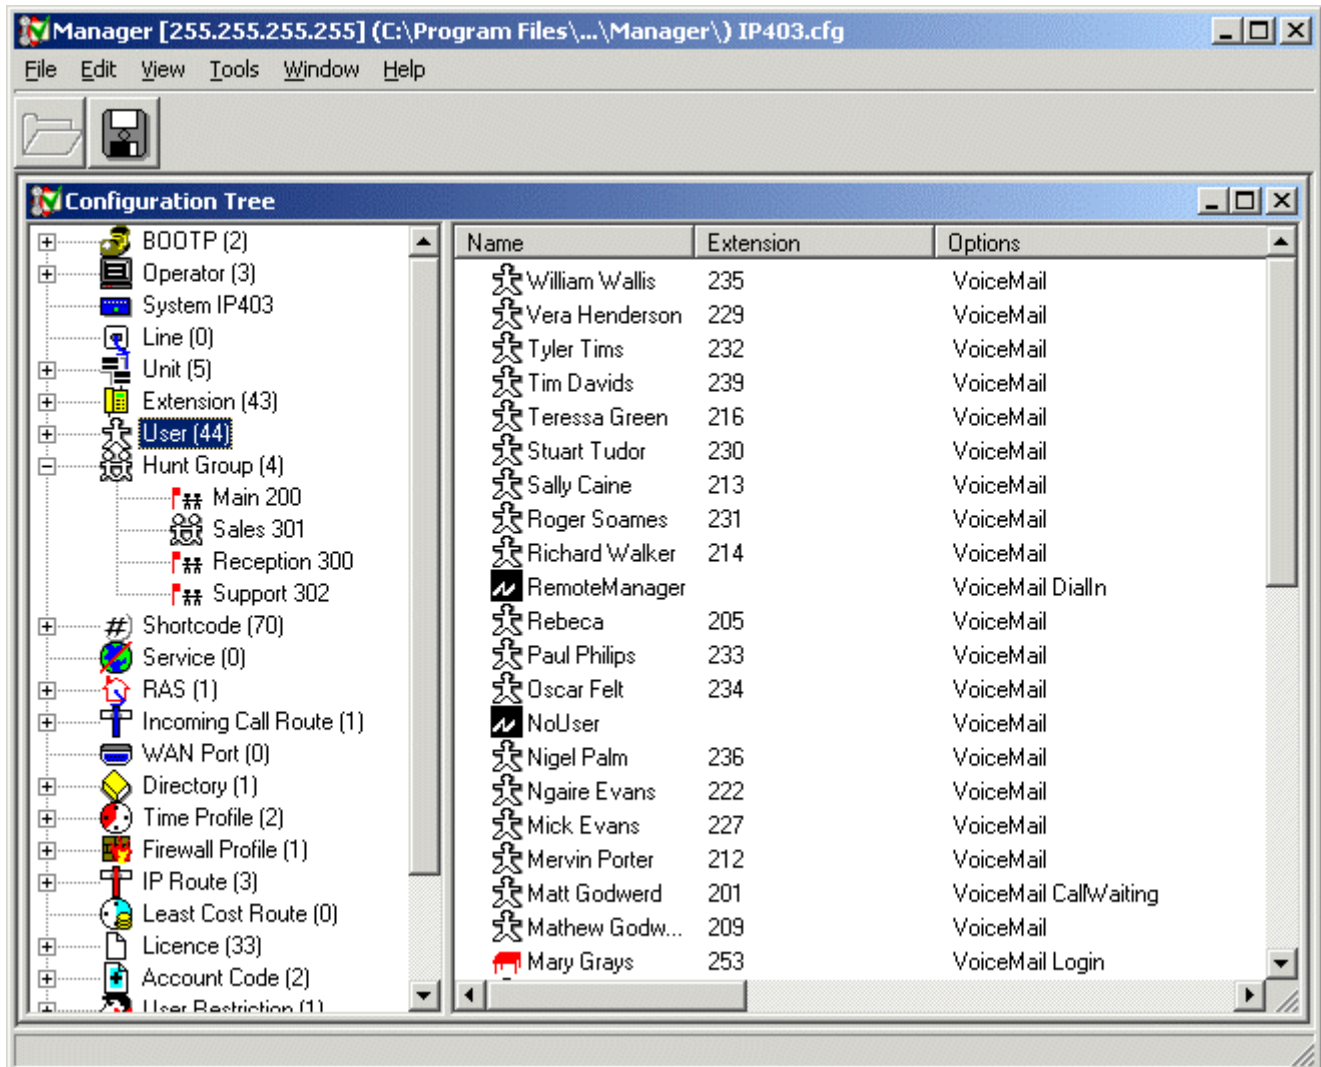 Manager [255.255.255.255] (C:\Program Files\...\Manager\) IP403.cfg
File Edit View Tools Window Help
Configuration Tree
BOOTP (2)
Operator (3)
System IP403
Line (0)
Unit (5)
Extension (43)
User (44)
Hunt Group (4)
Main 200
Sales 301
Reception 300
Support 302
Shortcode (70)
Service (0)
RAS (1)
Incoming Call Route (1)
WAN Port (0)
Directory (1)
Time Profile (2)
Firewall Profile (1)
IP Route (3)
Least Cost Route (0)
Licence (33)
Account Code (2)
User Restriction (1)
Name Extension Options
William Wallis 235 VoiceMail
Vera Henderson 229 VoiceMail
Tyler Tims 232 VoiceMail
Tim Davids 239 VoiceMail
Teressa Green 216 VoiceMail
Stuart Tudor 230 VoiceMail
Sally Caine 213 VoiceMail
Roger Soames 231 VoiceMail
Richard Walker 214 VoiceMail
RemoteManager VoiceMail DialIn
Rebeca 205 VoiceMail
Paul Philips 233 VoiceMail
Oscar Felt 234 VoiceMail
NoUser VoiceMail
Nigel Palm 236 VoiceMail
Ngaire Evans 222 VoiceMail
Mick Evans 227 VoiceMail
Mervin Porter 212 VoiceMail
Matt Godwerd 201 VoiceMail CallWaiting
Mathew Godw... 209 VoiceMail
Mary Grays 253 VoiceMail Login